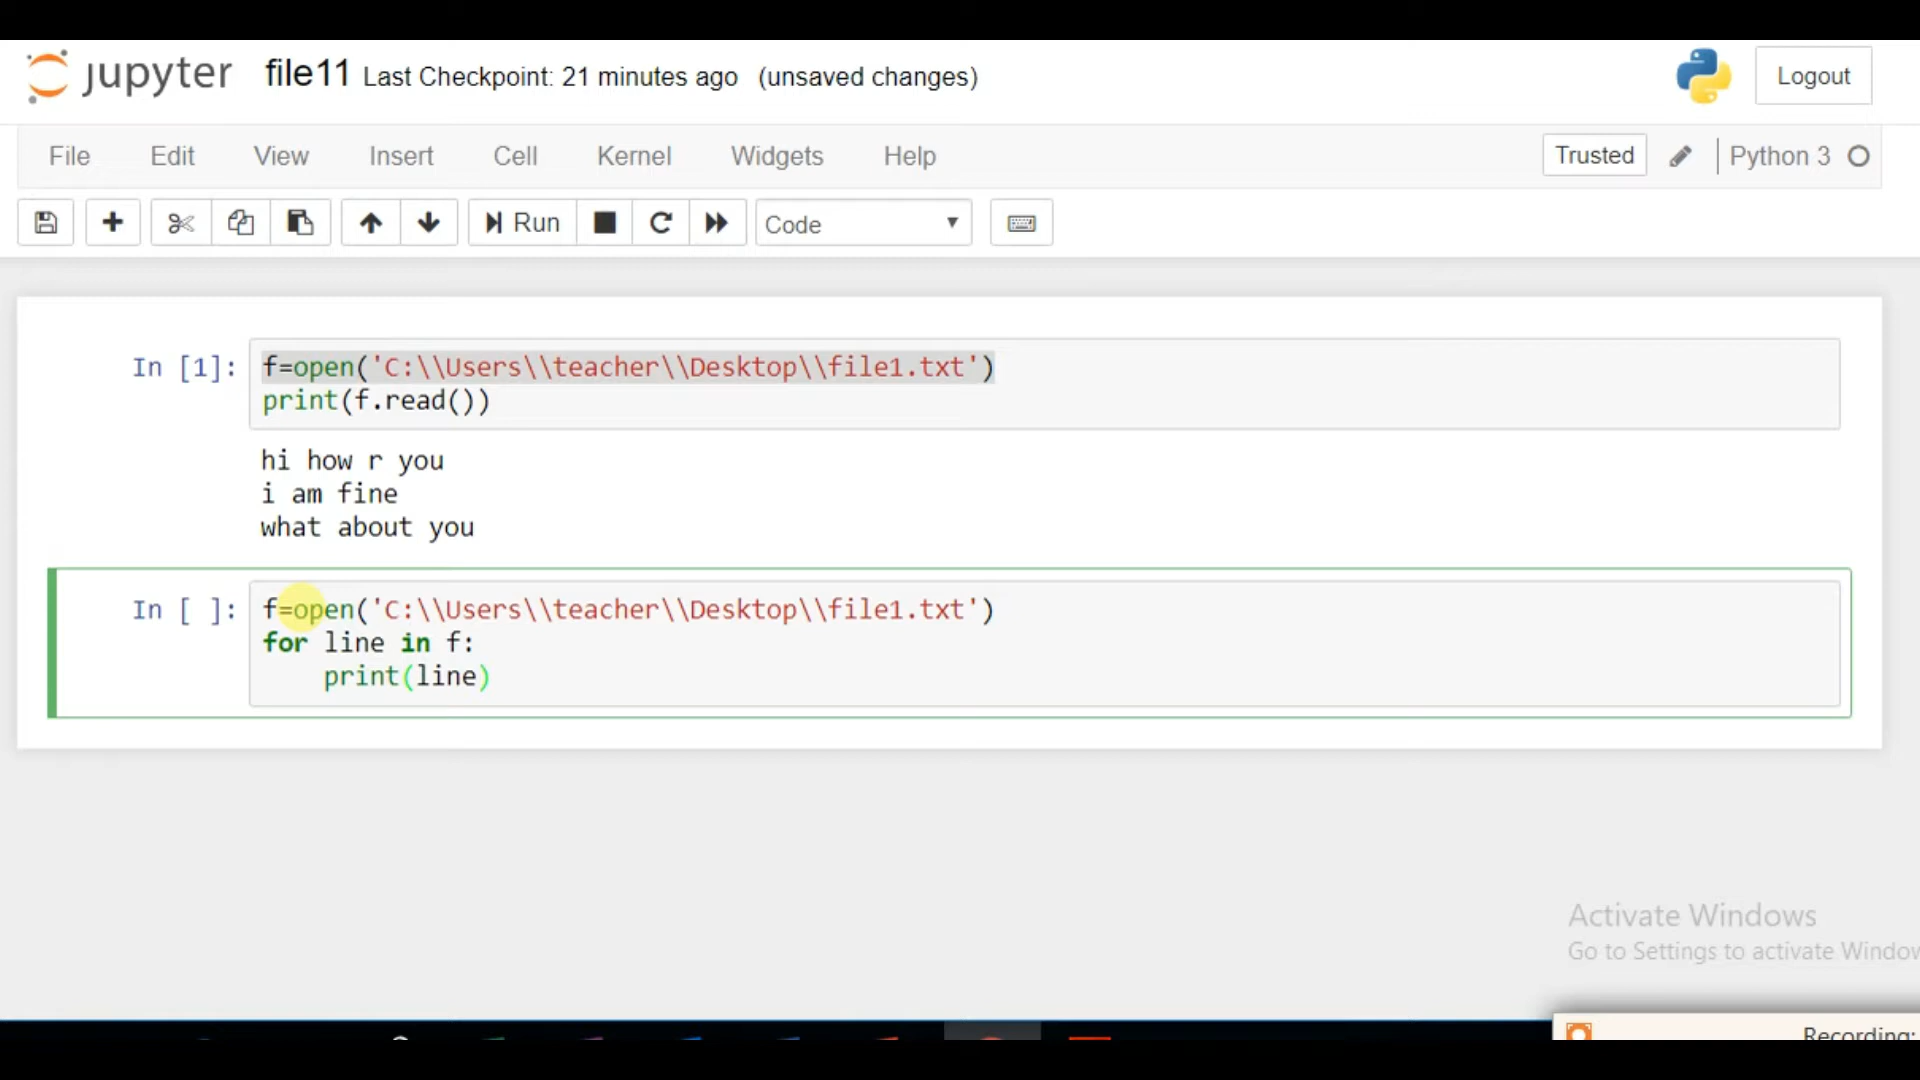 jupyter file11 Last Checkpoint: 21 minutes ago (unsaved changes) Logout
File Edit View Insert Cell Kernel Widgets Help Trusted Python 3
Run Code
In [1]: f=open('C:\\Users\\teacher\\Desktop\\file1.txt')
print(f.read())
hi how r you
i am fine
what about you
In [ ]: f=open('C:\\Users\\teacher\\Desktop\\file1.txt')
for line in f:
    print(line)
Activate Windows
Go to Settings to activate Window
Recording: